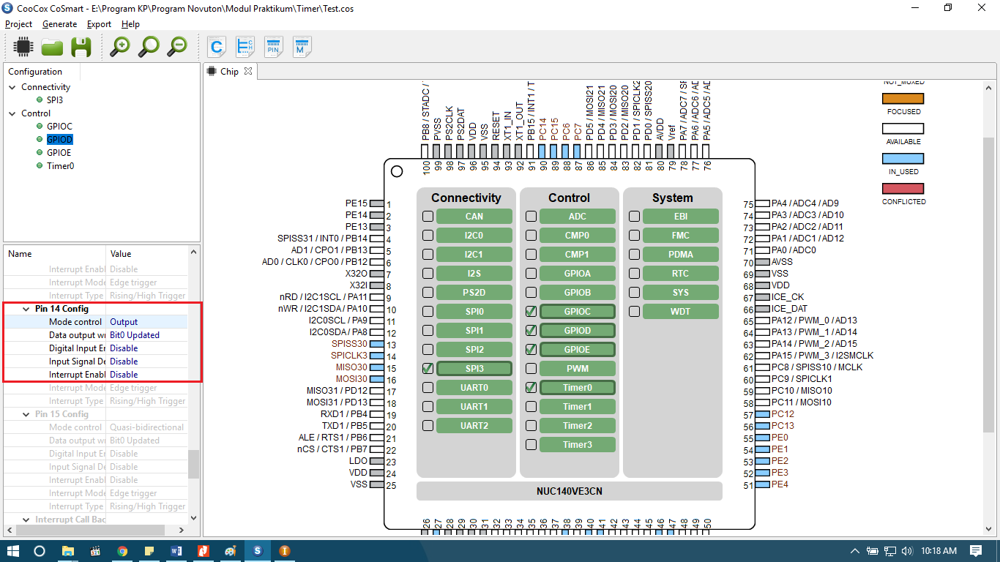 CooCox CoSmart - E:\Program KP\Program Novuton\Modul Praktikum\Timer\Test.cos
Project Generate Export Help
C CH PIN M
Configuration
Connectivity
SPI3
Control
GPIOC
GPIOD
GPIOE
Timer0
Name Value
Interrupt Enabl Disable
Interrupt Mode Edge trigger
Interrupt Type Rising/High Trigger
Pin 14 Config
Mode control Output
Data output wr Bit0 Updated
Digital Input Er Disable
Input Signal De Disable
Interrupt Enabl Disable
Interrupt Mode Edge trigger
Interrupt Type Rising/High Trigger
Pin 15 Config
Mode control Quasi-bidirectional
Data output wr Bit0 Updated
Digital Input Er Disable
Input Signal De Disable
Interrupt Enabl Disable
Interrupt Mode Edge trigger
Interrupt Type Rising/High Trigger
Interrupt Call Bac
Chip
PB8 / STADC /
PVSS
PS2CLK
PS2DAT
VDD
VSS
RESET
XT1_IN
XT1_OUT
PB15 / INT1 / T
PC14
PC15
PC6
PC7
PD5 / MOSI21
PD4 / MISO21
PD3 / MOSI20
PD2 / MISO20
PD1 / SPICLK2
PD0 / SPISS20
AVDD
Vref
PA7 / ADC7 / SF
PA6 / ADC6 / AD
PA5 / ADC5 / AD
100 99 98 97 96 95 94 93 92 91 90 89 88 87 86 85 84 83 82 81 80 79 78 77 76
PE15 1
PE14 2
PE13 3
SPISS31 / INT0 / PB14 4
AD1 / CPO1 / PB13 5
AD0 / CLK0 / CPO0 / PB12 6
X32O 7
X32I 8
nRD / I2C1SCL / PA11 9
nWR / I2C1SDA / PA10 10
I2C0SCL / PA9 11
I2C0SDA / PA8 12
SPISS30 13
SPICLK3 14
MISO30 15
MOSI30 16
MISO31 / PD12 17
MOSI31 / PD13 18
RXD1 / PB4 19
TXD1 / PB5 20
ALE / RTS1 / PB6 21
nCS / CTS1 / PB7 22
LDO 23
VDD 24
VSS 25
Connectivity
CAN
I2C0
I2C1
I2S
PS2D
SPI0
SPI1
SPI2
SPI3
UART0
UART1
UART2
Control
ADC
CMP0
CMP1
GPIOA
GPIOB
GPIOC
GPIOD
GPIOE
PWM
Timer0
Timer1
Timer2
Timer3
System
EBI
FMC
PDMA
RTC
SYS
WDT
NUC140VE3CN
75 PA4 / ADC4 / AD9
74 PA3 / ADC3 / AD10
73 PA2 / ADC2 / AD11
72 PA1 / ADC1 / AD12
71 PA0 / ADC0
70 AVSS
69 VSS
68 VDD
67 ICE_CK
66 ICE_DAT
65 PA12 / PWM_0 / AD13
64 PA13 / PWM_1 / AD14
63 PA14 / PWM_2 / AD15
62 PA15 / PWM_3 / I2SMCLK
61 PC8 / SPISS10 / MCLK
60 PC9 / SPICLK1
59 PC10 / MISO10
58 PC11 / MOSI10
57 PC12
56 PC13
55 PE0
54 PE1
53 PE2
52 PE3
51 PE4
26 27 28 29 30 31 32 33 34 35 36 37 38 39 40 41 42 43 44 45 46 47 48 49 50
NOT_MUXED
FOCUSED
AVAILABLE
IN_USED
CONFLICTED
10:18 AM